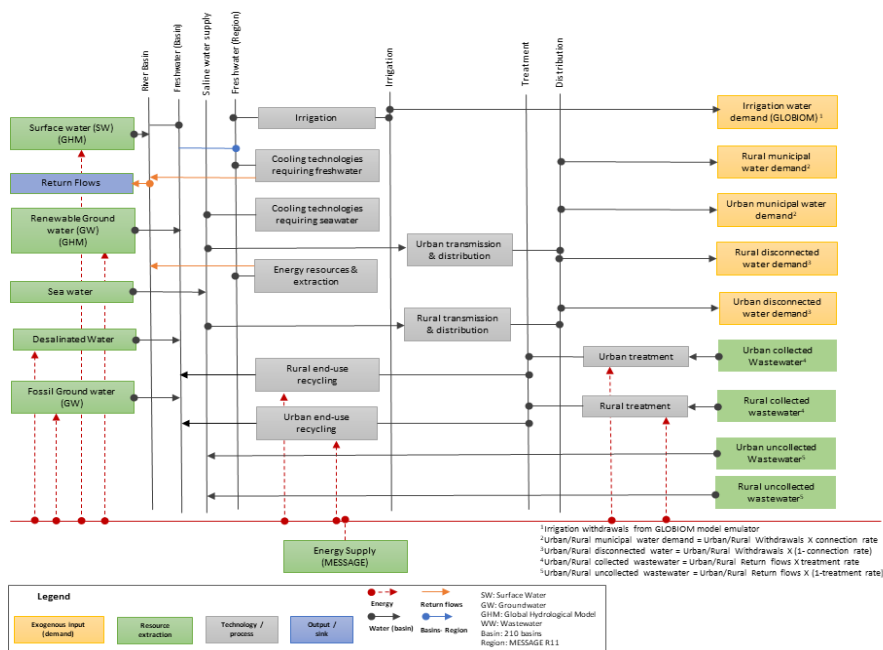 River Basin
Freshwater (Basin)
Saline water supply
Freshwater (Region)
Irrigation
Treatment
Distribution
Surface water (SW)
(GHM)
Return Flows
Renewable Ground
water (GW)
(GHM)
Sea water
Desalinated Water
Fossil Ground water
(GW)
Irrigation
Cooling technologies
requiring freshwater
Cooling technologies
requiring seawater
Energy resources &
extraction
Rural end-use
recycling
Urban end-use
recycling
Urban transmission
& distribution
Rural transmission
& distribution
Urban treatment
Rural treatment
Irrigation water
demand (GLOBIOM) ¹
Rural municipal
water demand²
Urban municipal
water demand²
Rural disconnected
water demand³
Urban disconnected
water demand³
Urban collected
Wastewater⁴
Rural collected
wastewater⁴
Urban uncollected
Wastewater⁵
Rural uncollected
wastewater⁵
Energy Supply
(MESSAGE)
¹Irrigation withdrawals from GLOBIOM model emulator
²Urban/Rural municipal water demand = Urban/Rural Withdrawals X connection rate
³Urban/Rural disconnected water = Urban/Rural Withdrawals X (1- connection rate)
⁴Urban/Rural collected wastewater = Urban/Rural Return flows X treatment rate
⁵Urban/Rural uncollected wastewater = Urban/Rural Return flows X (1-treatment rate)
Legend
Exogenous Input
(demand)
Resource
extraction
Technology /
process
Output /
sink
Energy
Return flows
Water (basin)
Basins- Region
SW: Surface Water
GW: Groundwater
GHM: Global Hydrological Model
WW: Wastewater
Basin: 210 basins
Region: MESSAGE R11